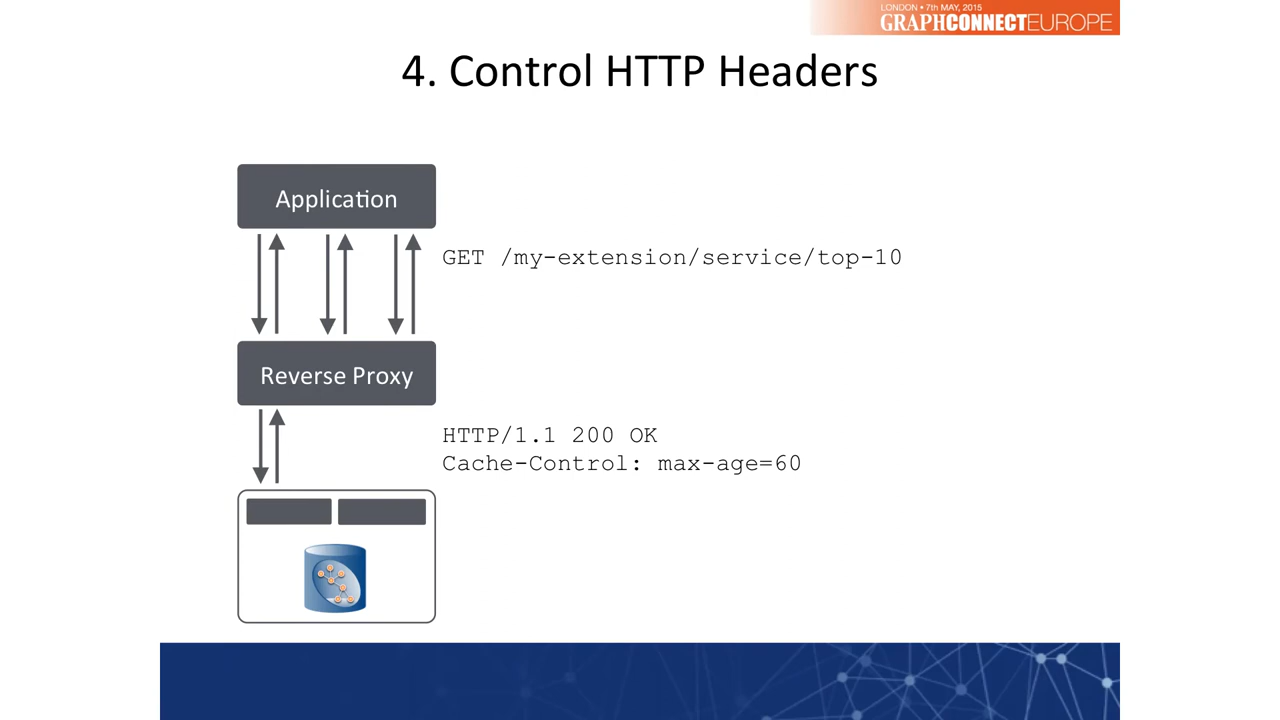 LONDON • 7th MAY, 2015
GRAPHCONNECTEUROPE
4. Control HTTP Headers
Application
GET /my-extension/service/top-10
Reverse Proxy
HTTP/1.1 200 OK
Cache-Control: max-age=60